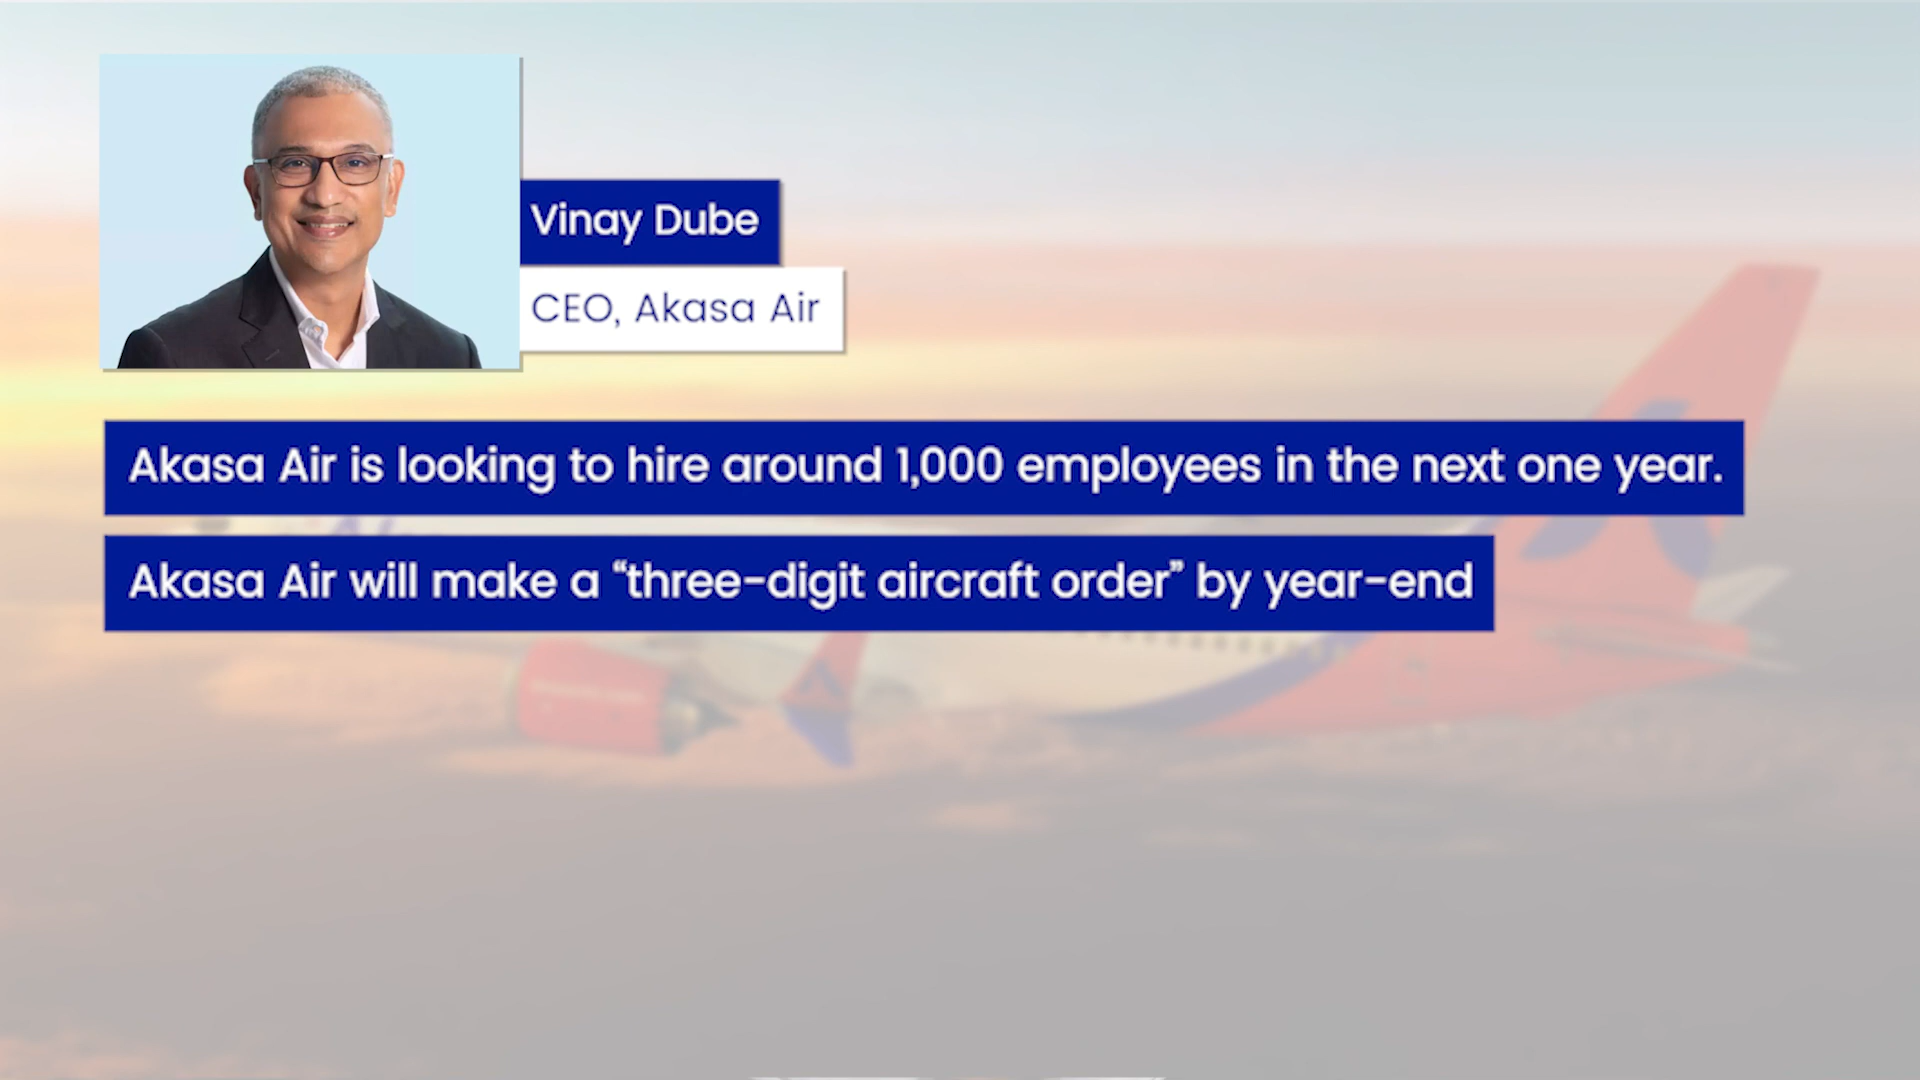 Vinay Dube
CEO, Akasa Air
Akasa Air is looking to hire around 1,000 employees in the next one year.
Akasa Air will make a “three-digit aircraft order” by year-end